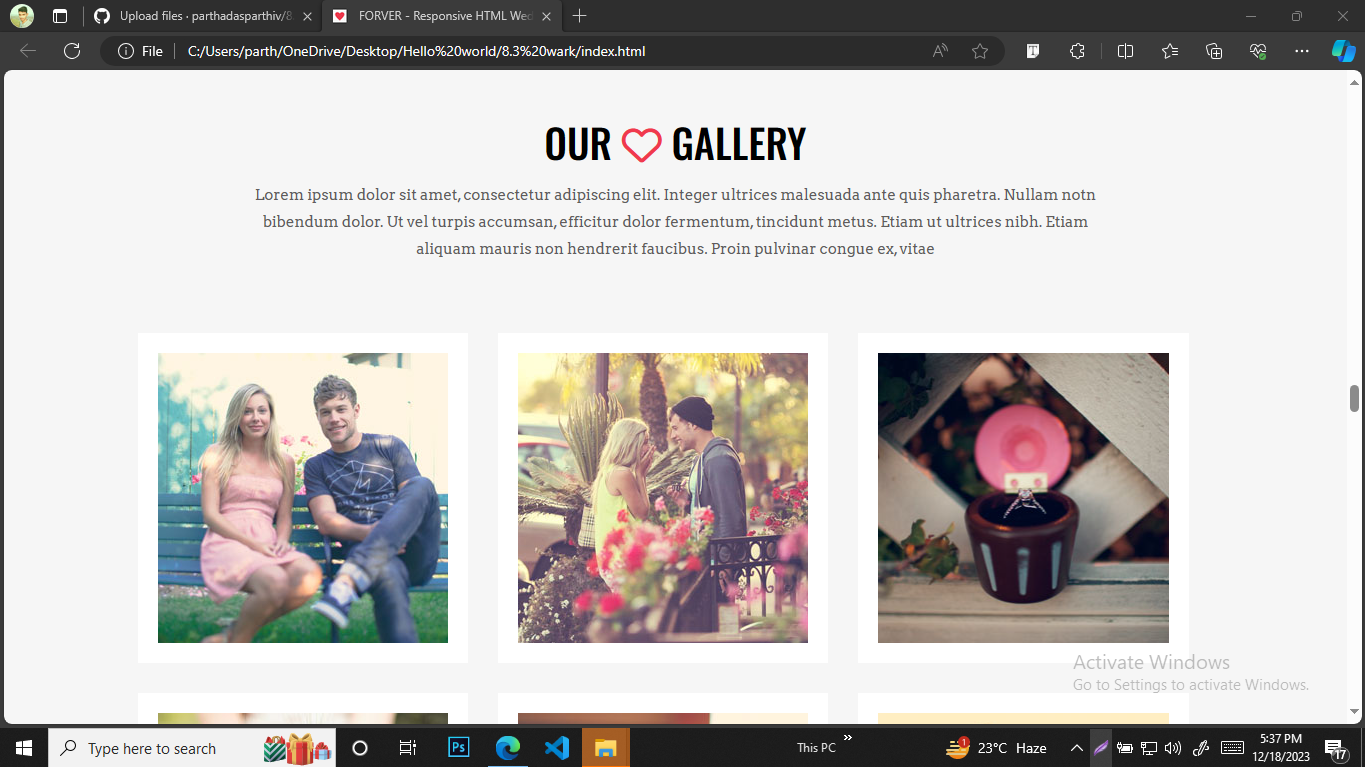 Upload files · parthadasparthiv/8.
FORVER - Responsive HTML Wed
File
C:/Users/parth/OneDrive/Desktop/Hello%20world/8.3%20wark/index.html
OUR GALLERY
Lorem ipsum dolor sit amet, consectetur adipiscing elit. Integer ultrices malesuada ante quis pharetra. Nullam notn
bibendum dolor. Ut vel turpis accumsan, efficitur dolor fermentum, tincidunt metus. Etiam ut ultrices nibh. Etiam
aliquam mauris non hendrerit faucibus. Proin pulvinar congue ex, vitae
Activate Windows
Go to Settings to activate Windows.
Type here to search
Ps
This PC
1
23°C Haze
5:37 PM
12/18/2023
17